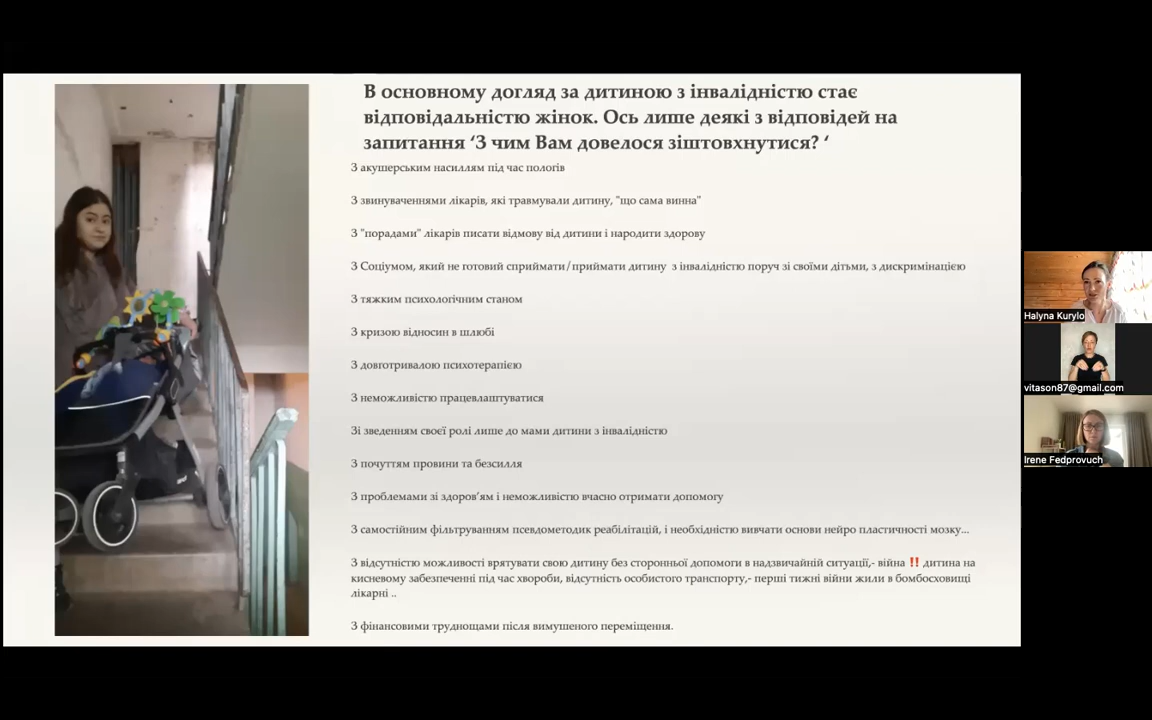 В основному догляд за дитиною з інвалідністю стає
відповідальністю жінок. Ось лише деякі з відповідей на
запитання ‘З чим Вам довелося зіштовхнутися? ‘
З акушерським насиллям під час пологів
З звинуваченнями лікарів, які травмували дитину, "що сама винна"
З "порадами" лікарів писати відмову від дитини і народити здорову
З Соціумом, який не готовий сприймати/приймати дитину з інвалідністю поруч зі своїми дітьми, з дискримінацією
З тяжким психологічним станом
З кризою відносин в шлюбі
З довготривалою психотерапією
З неможливістю працевлаштуватися
Зі зведенням своєї ролі лише до мами дитини з інвалідністю
З почуттям провини та безсилля
З проблемами зі здоров’ям і неможливістю вчасно отримати допомогу
З самостійним фільтруванням псевдометодик реабілітацій, і необхідністю вивчати основи нейро пластичності мозку...
З відсутністю можливості врятувати свою дитину без сторонньої допомоги в надзвичайній ситуації,- війна ‼️ дитина на
кисневому забезпеченні під час хвороби, відсутність особистого транспорту,- перші тижні війни жили в бомбосховищі
лікарні ..
З фінансовими труднощами після вимушеного переміщення.
Halyna Kurylo
vitason87@gmail.com
Irene Fedprovuch